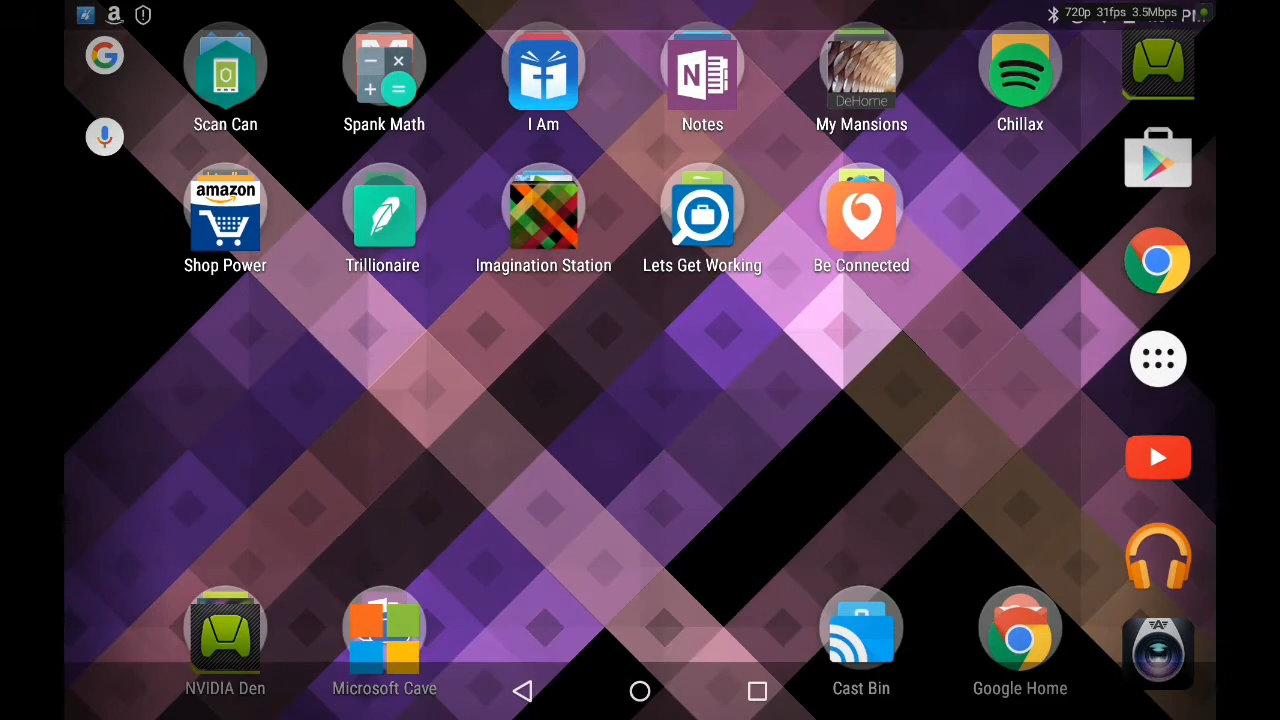 720p 31fps 3.5Mbps
PM
DeHome
Scan Can
Spank Math
I Am
Notes
My Mansions
Chillax
amazon
Shop Power
Trillionaire
Imagination Station
Lets Get Working
Be Connected
NVIDIA Den
Microsoft Cave
Cast Bin
Google Home